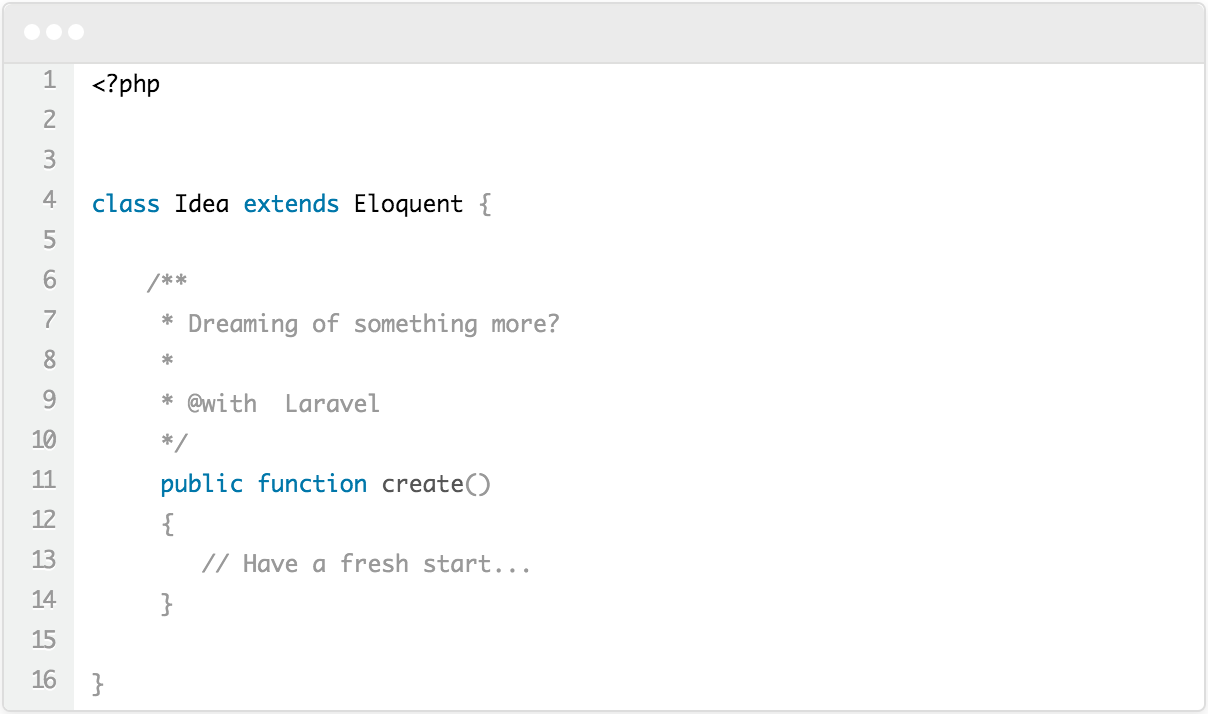 1 <?php
2
3
4 class Idea extends Eloquent {
5
6 /**
7 * Dreaming of something more?
8 *
9 * @with  Laravel
10 */
11 public function create()
12 {
13 // Have a fresh start...
14 }
15
16 }